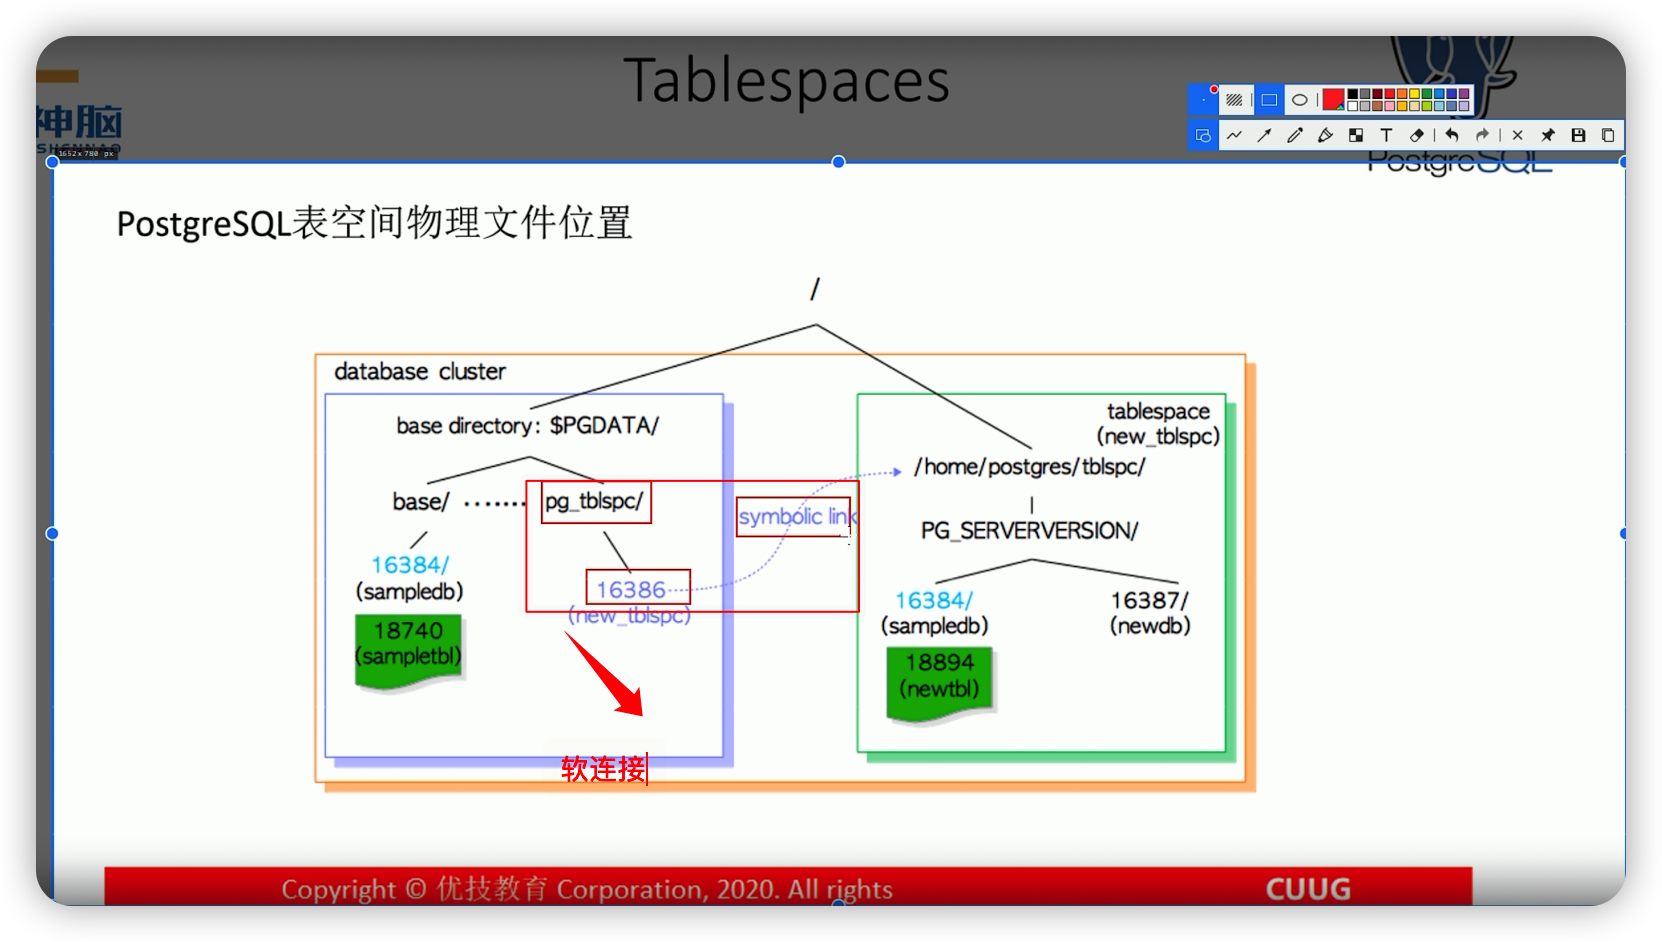 Tablespaces
神脑
SHENNAO
1652 x 780 px
T
PostgreSQL
PostgreSQL表空间物理文件位置
/
database cluster
base directory: $PGDATA/
tablespace
(new_tblspc)
/home/postgres/tblspc/
base/ ······· pg_tblspc/
symbolic link
PG_SERVERVERSION/
16384/
(sampledb)
16386
(new_tblspc)
16384/
(sampledb)
16387/
(newdb)
18740
(sampletbl)
18894
(newtbl)
软连接
Copyright © 优技教育 Corporation, 2020. All rights
CUUG